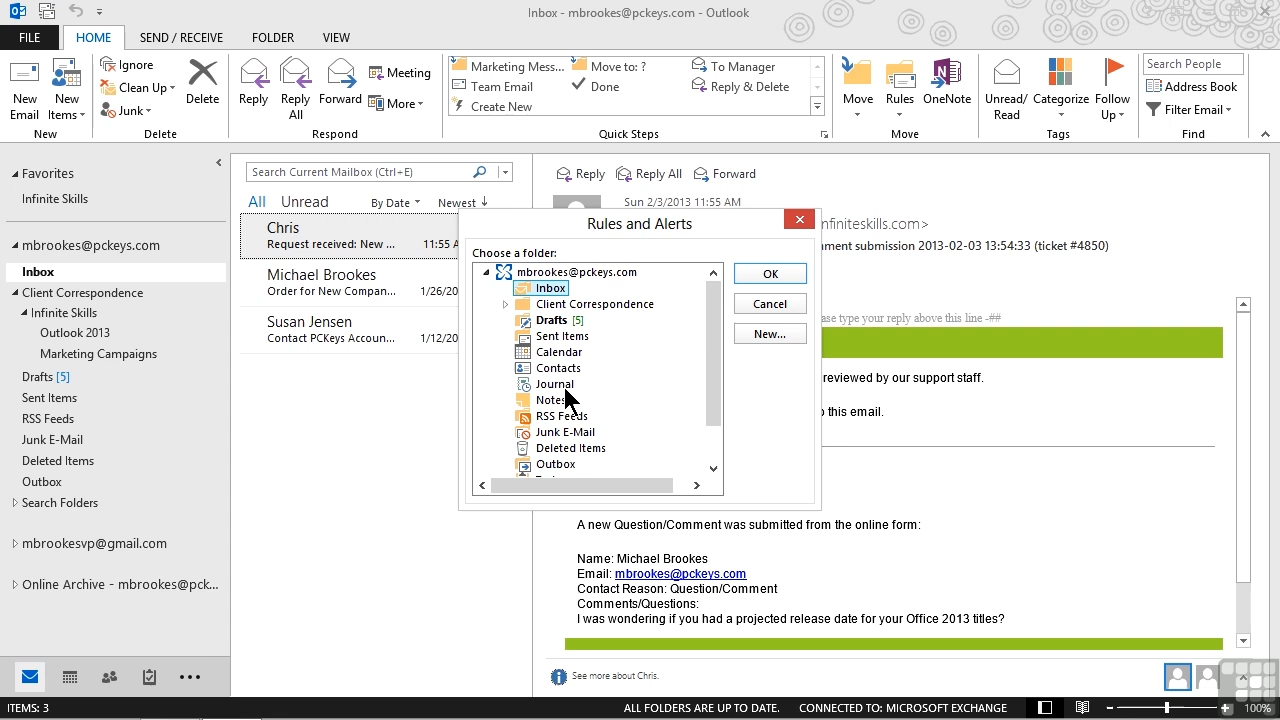 Inbox - mbrookes@pckeys.com - Outlook
FILE HOME SEND / RECEIVE FOLDER VIEW
New Email
New Items
Ignore
Clean Up
Junk
Delete
Reply
Reply All
Forward
Meeting
More
Marketing Mess...
Team Email
Create New
Move to: ?
Done
To Manager
Reply & Delete
Move
Rules
OneNote
Unread/ Read
Categorize
Follow Up
Search People
Address Book
Filter Email
New Delete Respond Quick Steps Move Tags Find
Favorites
Infinite Skills
mbrookes@pckeys.com
Inbox
Client Correspondence
Infinite Skills
Outlook 2013
Marketing Campaigns
Drafts [5]
Sent Items
RSS Feeds
Junk E-Mail
Deleted Items
Outbox
Search Folders
mbrookesvp@gmail.com
Online Archive - mbrookes@pck...
Search Current Mailbox (Ctrl+E)
All Unread By Date Newest
Chris
Request received: New ... 11:55 A
Michael Brookes
Order for New Compan... 1/26/20
Susan Jensen
Contact PCKeys Accoun... 1/12/20
Reply Reply All Forward
Sun 2/3/2013 11:55 AM
nfiniteskills.com>
ment submission 2013-02-03 13:54:33 (ticket #4850)
Rules and Alerts
Choose a folder:
mbrookes@pckeys.com
Inbox
Client Correspondence
Drafts [5]
Sent Items
Calendar
Contacts
Journal
Notes
RSS Feeds
Junk E-Mail
Deleted Items
Outbox
OK
Cancel
New...
ase type your reply above this line -##
reviewed by our support staff.
o this email.
A new Question/Comment was submitted from the online form:
Name: Michael Brookes
Email: mbrookes@pckeys.com
Contact Reason: Question/Comment
Comments/Questions:
I was wondering if you had a projected release date for your Office 2013 titles?
See more about Chris.
ITEMS: 3
ALL FOLDERS ARE UP TO DATE.
CONNECTED TO: MICROSOFT EXCHANGE
100%